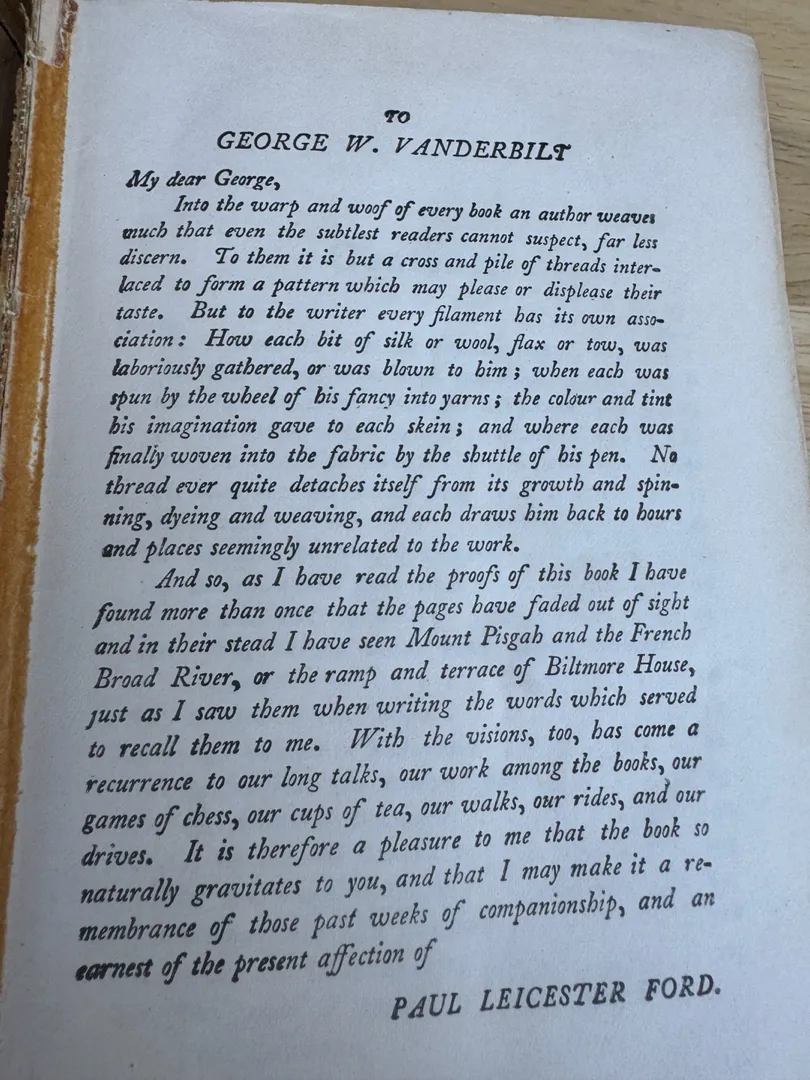 TO
GEORGE W. VANDERBILT
My dear George,
Into the warp and woof of every book an author weaves
much that even the subtlest readers cannot suspect, far less
discern. To them it is but a cross and pile of threads inter-
laced to form a pattern which may please or displease their
taste. But to the writer every filament has its own asso-
ciation: How each bit of silk or wool, flax or tow, was
laboriously gathered, or was blown to him; when each was
spun by the wheel of his fancy into yarns; the colour and tint
his imagination gave to each skein; and where each was
finally woven into the fabric by the shuttle of his pen. No
thread ever quite detaches itself from its growth and spin-
ning, dyeing and weaving, and each draws him back to hours
and places seemingly unrelated to the work.
And so, as I have read the proofs of this book I have
found more than once that the pages have faded out of sight
and in their stead I have seen Mount Pisgah and the French
Broad River, or the ramp and terrace of Biltmore House,
just as I saw them when writing the words which served
to recall them to me. With the visions, too, has come a
recurrence to our long talks, our work among the books, our
games of chess, our cups of tea, our walks, our rides, and our
drives. It is therefore a pleasure to me that the book so
naturally gravitates to you, and that I may make it a re-
membrance of those past weeks of companionship, and an
earnest of the present affection of
PAUL LEICESTER FORD.